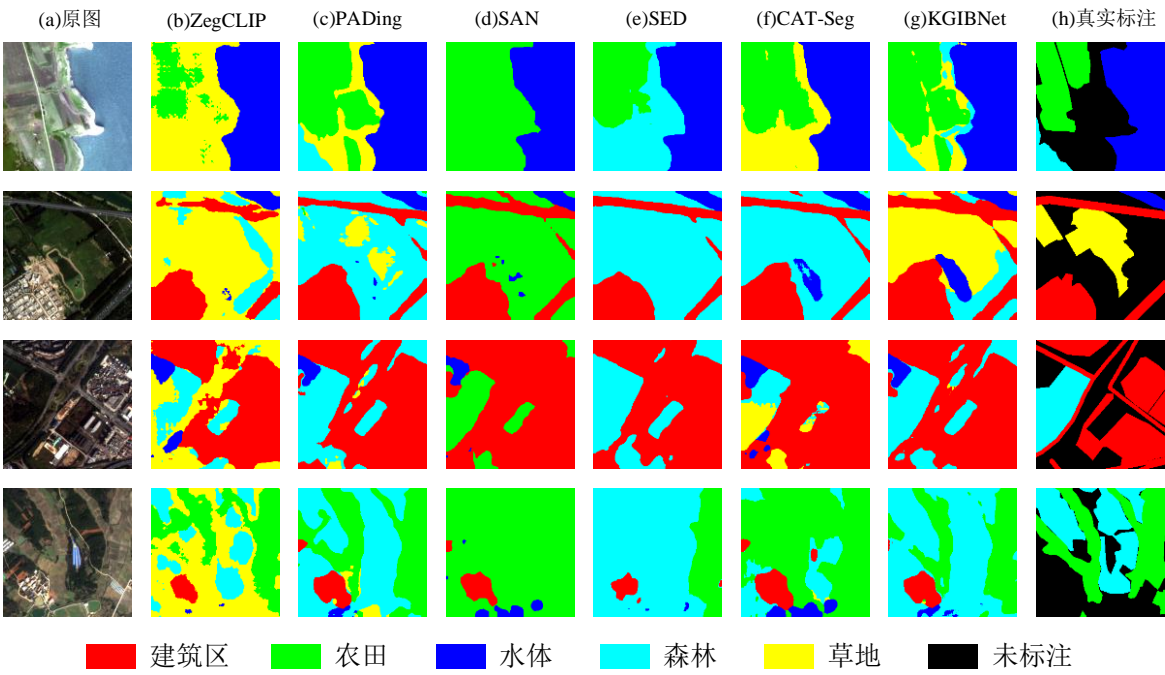 (a)原图 (b)ZegCLIP (c)PADing (d)SAN (e)SED (f)CAT-Seg (g)KGIBNet (h)真实标注
建筑区 农田 水体 森林 草地 未标注